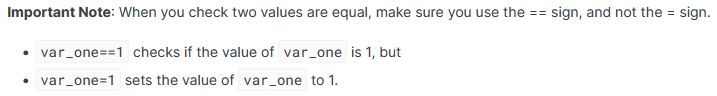 Important Note: When you check two values are equal, make sure you use the == sign, and not the = sign.
• var_one==1 checks if the value of var_one is 1, but
• var_one=1 sets the value of var_one to 1.